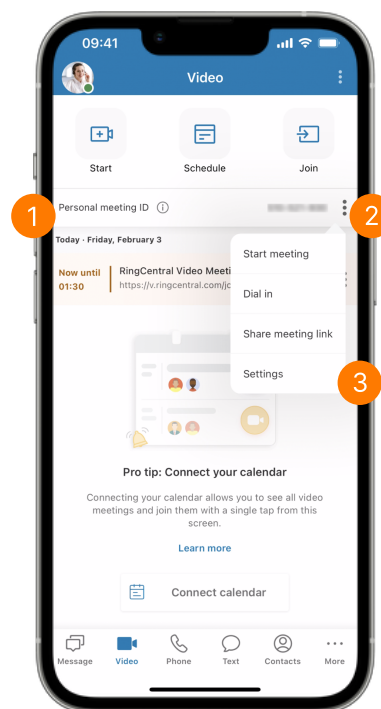 09:41
Video
Start
Schedule
Join
1
Personal meeting ID
2
Today · Friday, February 3
Start meeting
Now until
01:30
RingCentral Video Meeti
https://v.ringcentral.com/jo
Dial in
Share meeting link
Settings
3
Pro tip: Connect your calendar
Connecting your calendar allows you to see all video
meetings and join them with a single tap from this
screen.
Learn more
Connect calendar
Message
Video
Phone
Text
Contacts
More